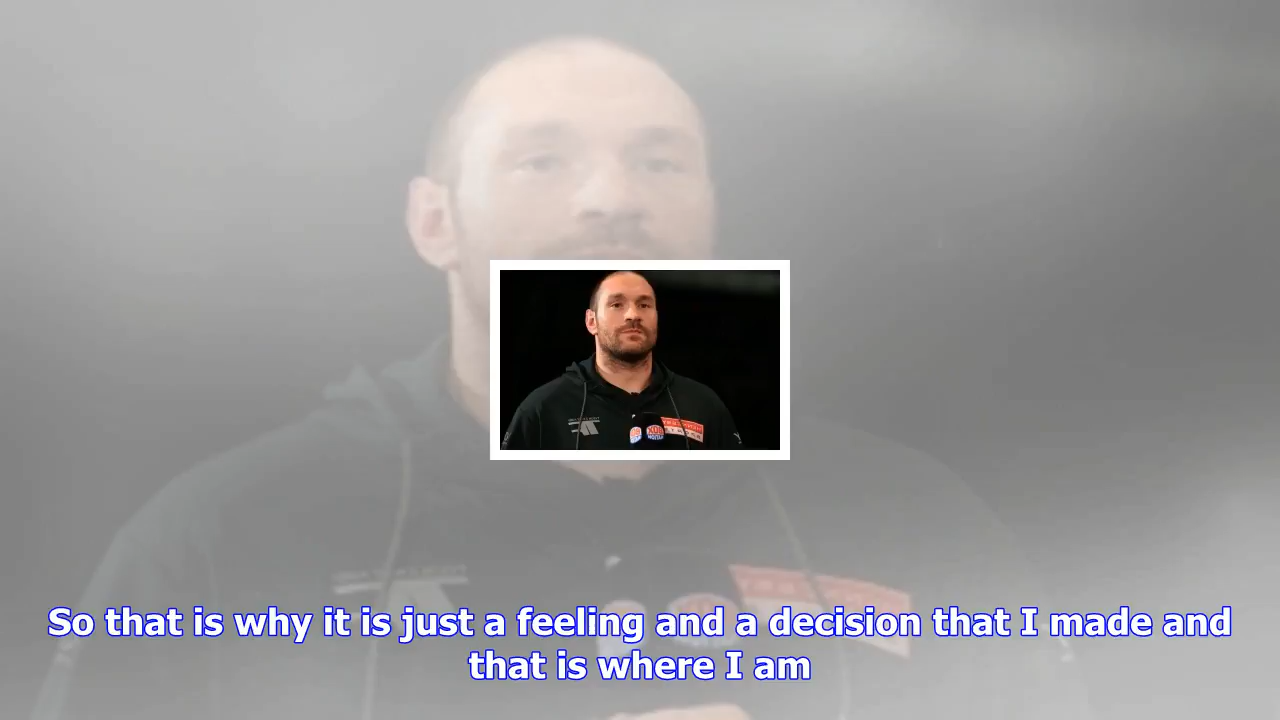 So that is why it is just a feeling and a decision that I made and
that is where I am